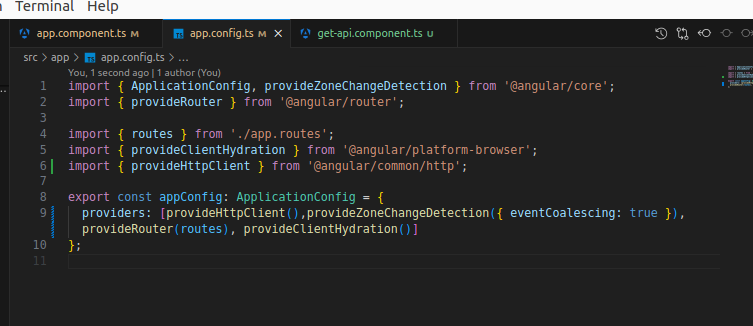 Terminal Help
app.component.ts M app.config.ts M get-api.component.ts U
src > app > app.config.ts > ...
You, 1 second ago | 1 author (You)
1 import { ApplicationConfig, provideZoneChangeDetection } from '@angular/core';
2 import { provideRouter } from '@angular/router';
3
4 import { routes } from './app.routes';
5 import { provideClientHydration } from '@angular/platform-browser';
6 import { provideHttpClient } from '@angular/common/http';
7
8 export const appConfig: ApplicationConfig = {
9 providers: [provideHttpClient(),provideZoneChangeDetection({ eventCoalescing: true }),
provideRouter(routes), provideClientHydration()]
10 };
11